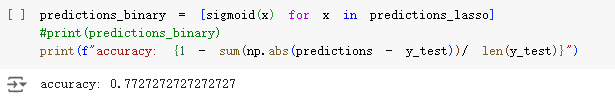 [ ] predictions_binary = [sigmoid(x) for x in predictions_lasso]
#print(predictions_binary)
print(f"accuracy: {1 - sum(np.abs(predictions - y_test))/ len(y_test)}")
accuracy: 0.7727272727272727